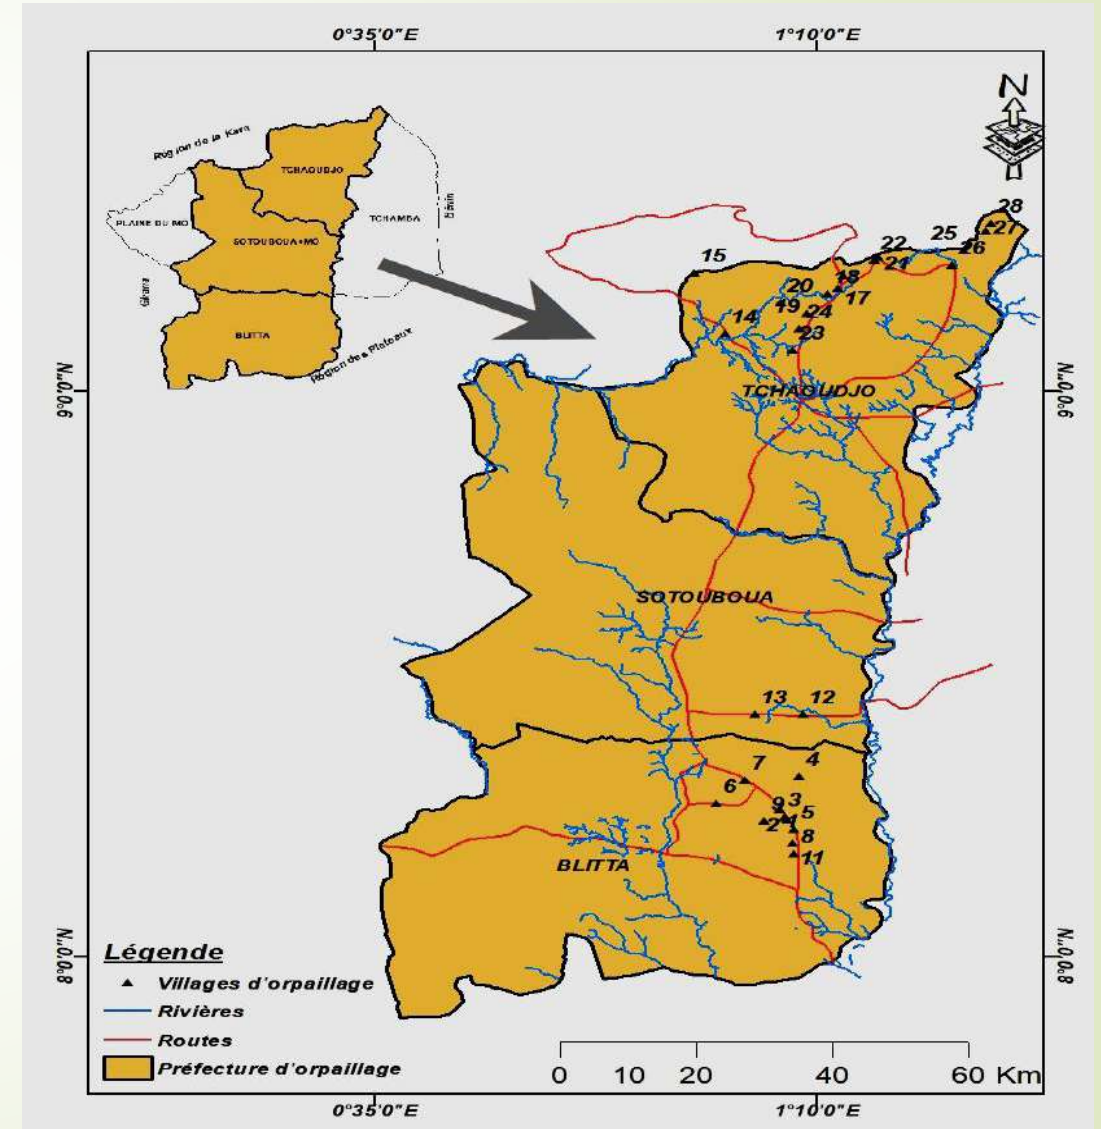 0°35'0"E 1°10'0"E
N
Région de la Kara
TCHAOUDJO
PLAINE DU MO
TCHAMBA
Bénin
SOTOUBOUA+MO
Ghana
BLITTA
Région des Plateaux
28
27
22
25
26
15
21
18
20
17
19
24
14
23
9°0'0"N
9°0'0"N
TCHAOUDJO
SOTOUBOUA
13
12
7
4
6
3
9
5
2
1
8
BLITTA
11
8°0'0"N
8°0'0"N
Légende
Villages d'orpaillage
Rivières
Routes
Préfecture d'orpaillage
0 10 20 40 60 Km
0°35'0"E 1°10'0"E